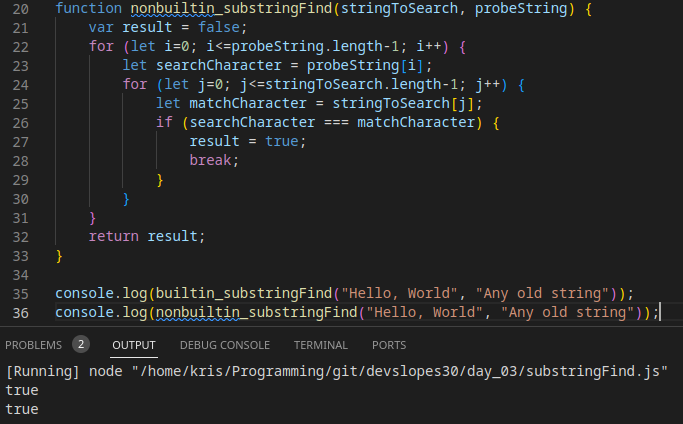 20 function nonbuiltin_substringFind(stringToSearch, probeString) {
21     var result = false;
22     for (let i=0; i<=probeString.length-1; i++) {
23         let searchCharacter = probeString[i];
24         for (let j=0; j<=stringToSearch.length-1; j++) {
25             let matchCharacter = stringToSearch[j];
26             if (searchCharacter === matchCharacter) {
27                 result = true;
28                 break;
29             }
30         }
31     }
32     return result;
33 }
34
35 console.log(builtin_substringFind("Hello, World", "Any old string"));
36 console.log(nonbuiltin_substringFind("Hello, World", "Any old string"));
PROBLEMS 2 OUTPUT DEBUG CONSOLE TERMINAL PORTS
[Running] node "/home/kris/Programming/git/devslopes30/day_03/substringFind.js"
true
true